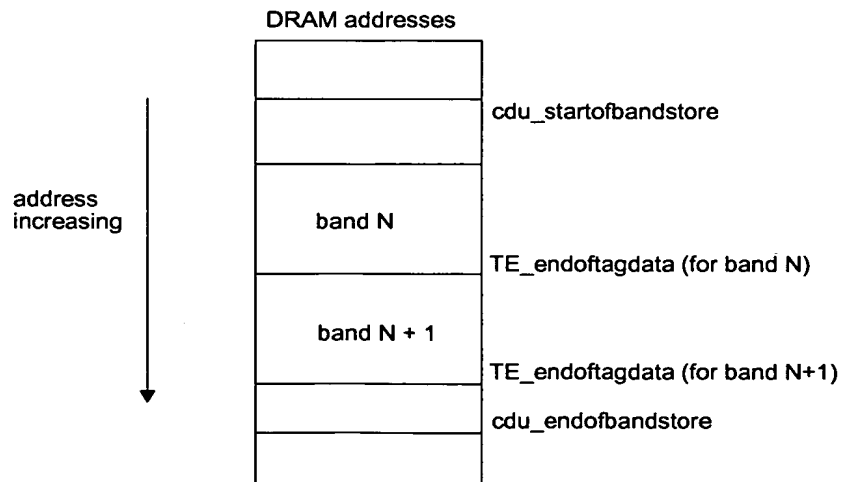 DRAM addresses
cdu_startofbandstore
address
increasing
band N
TE_endoftagdata (for band N)
band N + 1
TE_endoftagdata (for band N+1)
cdu_endofbandstore